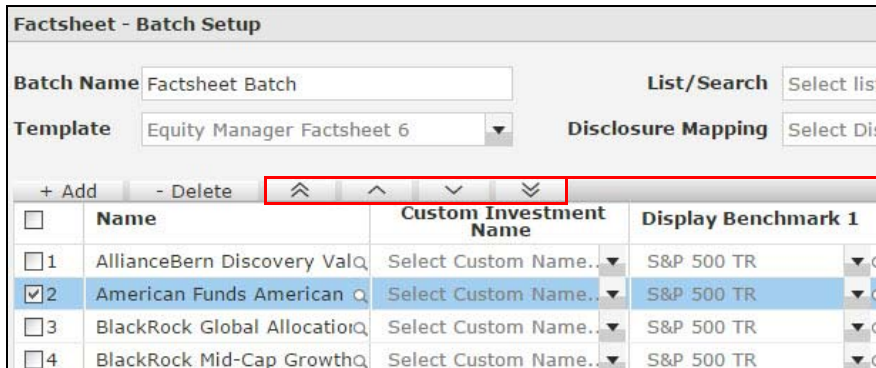 Factsheet - Batch Setup
Batch Name Factsheet Batch List/Search Select lis
Template Equity Manager Factsheet 6 Disclosure Mapping Select Dis
+ Add - Delete
Name Custom Investment Name Display Benchmark 1
1 AllianceBern Discovery Val Select Custom Name.. S&P 500 TR
2 American Funds American Select Custom Name.. S&P 500 TR
3 BlackRock Global Allocation Select Custom Name.. S&P 500 TR
4 BlackRock Mid-Cap Growth Select Custom Name.. S&P 500 TR